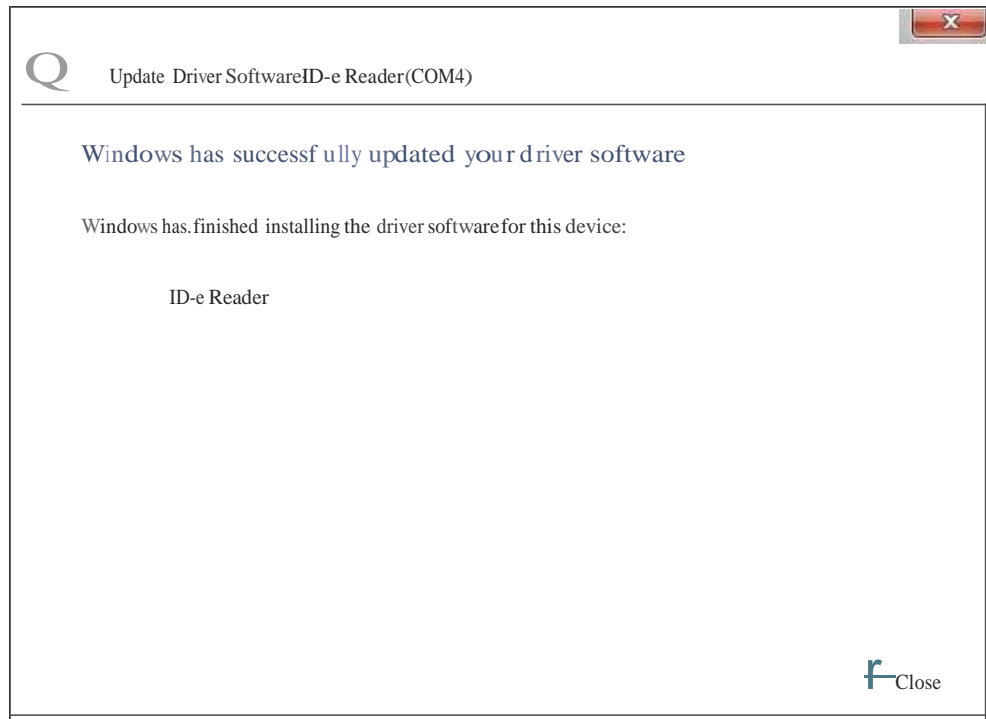 x
Q Update Driver SoftwareID-e Reader(COM4)
Windows has successf ully updated your driver software
Windows has.finished installing the driver software for this device:
ID-e Reader
r Close